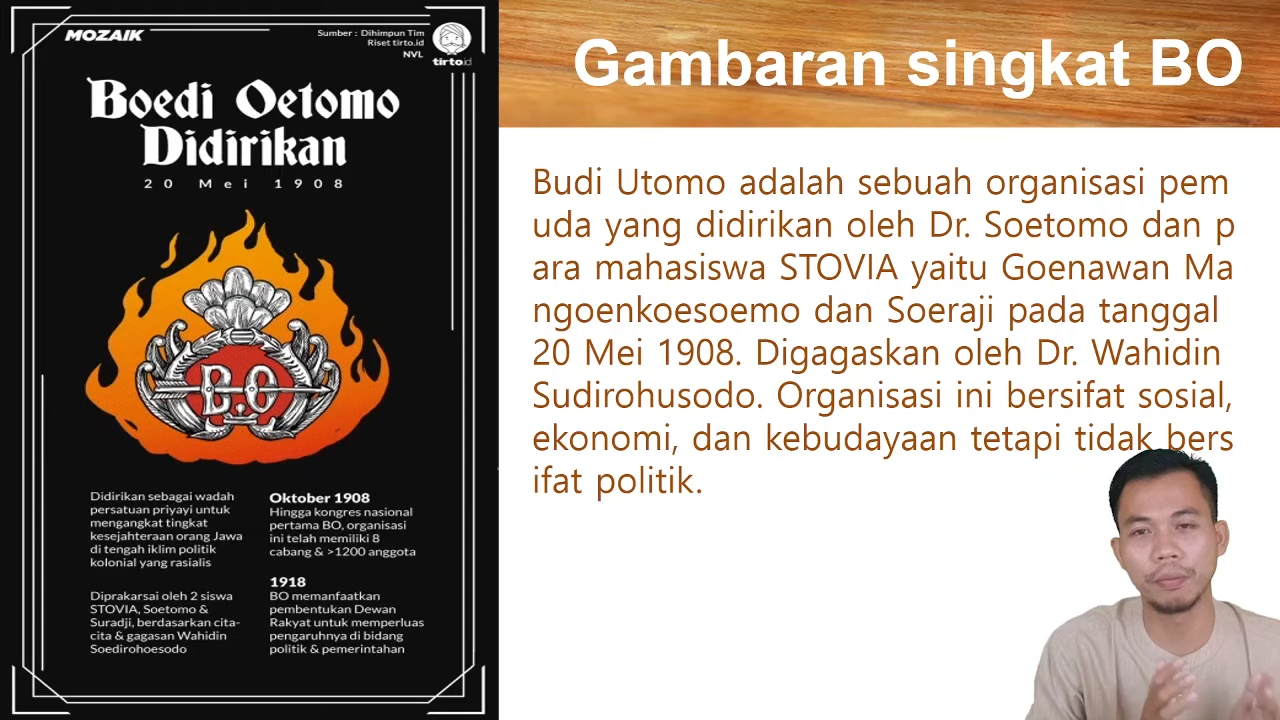 MOZAIK
Sumber : Dihimpun Tim
Riset tirto.id
NVL
tirto.id
Boedi Oetomo
Didirikan
20 Mei 1908
B.O
Didirikan sebagai wadah
persatuan priyayi untuk
mengangkat tingkat
kesejahteraan orang Jawa
di tengah iklim politik
kolonial yang rasialis
Diprakarsai oleh 2 siswa
STOVIA, Soetomo &
Suradji, berdasarkan cita-
cita & gagasan Wahidin
Soedirohoesodo
Oktober 1908
Hingga kongres nasional
pertama BO, organisasi
ini telah memiliki 8
cabang & >1200 anggota
1918
BO memanfaatkan
pembentukan Dewan
Rakyat untuk memperluas
pengaruhnya di bidang
politik & pemerintahan
Gambaran singkat BO
Budi Utomo adalah sebuah organisasi pem
uda yang didirikan oleh Dr. Soetomo dan p
ara mahasiswa STOVIA yaitu Goenawan Ma
ngoenkoesoemo dan Soeraji pada tanggal
20 Mei 1908. Digagaskan oleh Dr. Wahidin
Sudirohusodo. Organisasi ini bersifat sosial,
ekonomi, dan kebudayaan tetapi tidak bers
ifat politik.